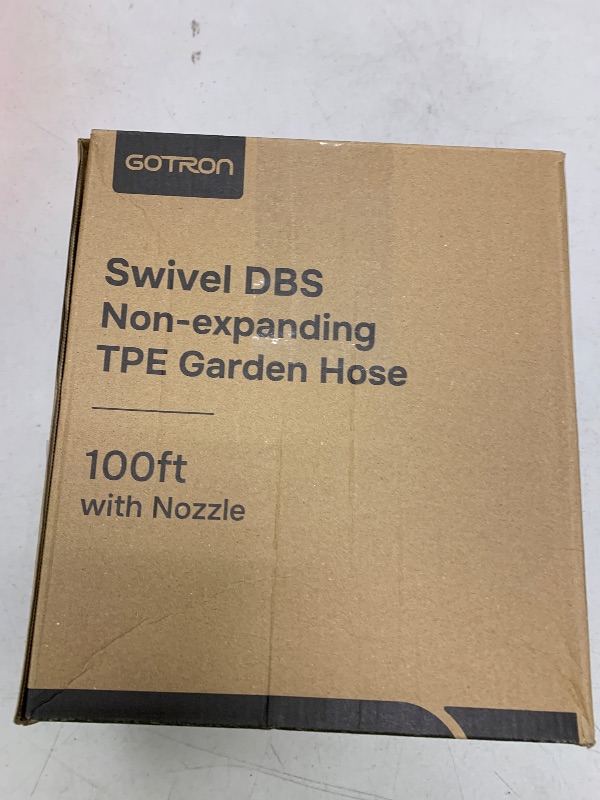 GOTRON
Swivel DBS
Non-expanding
TPE Garden Hose
100ft
with Nozzle